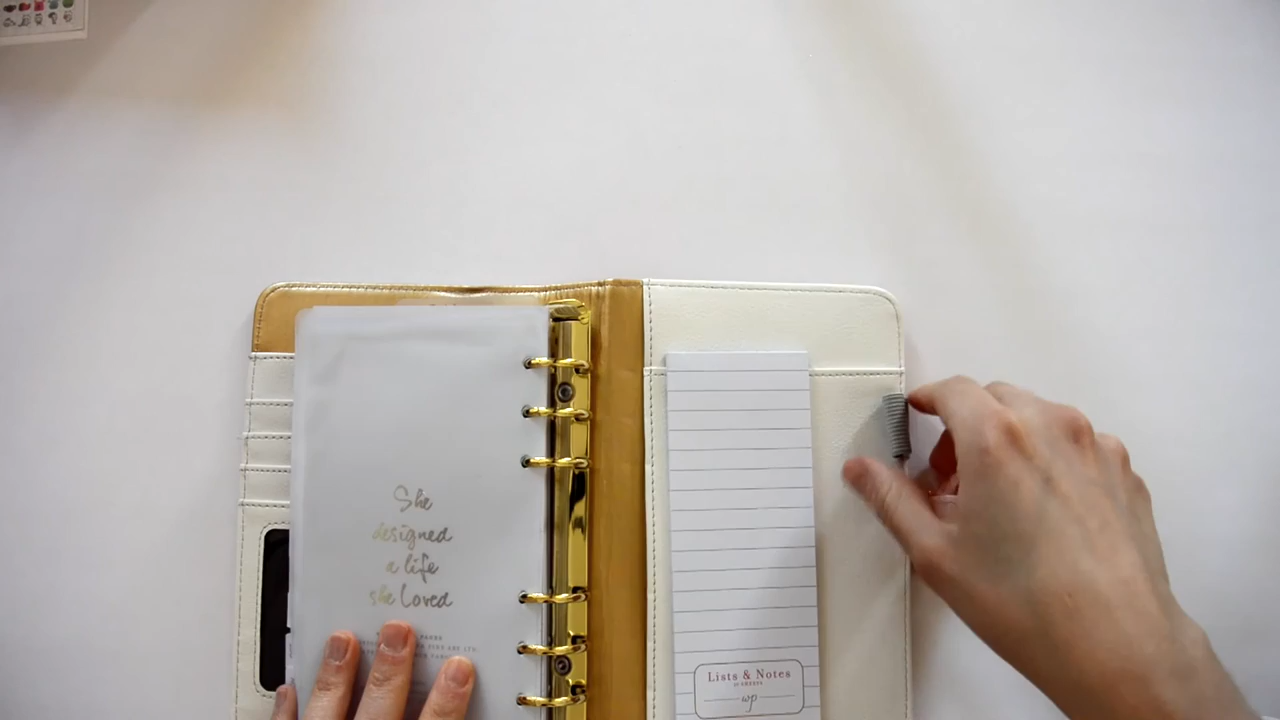 She
designed
a life
she Loved
Lists & Notes
wp